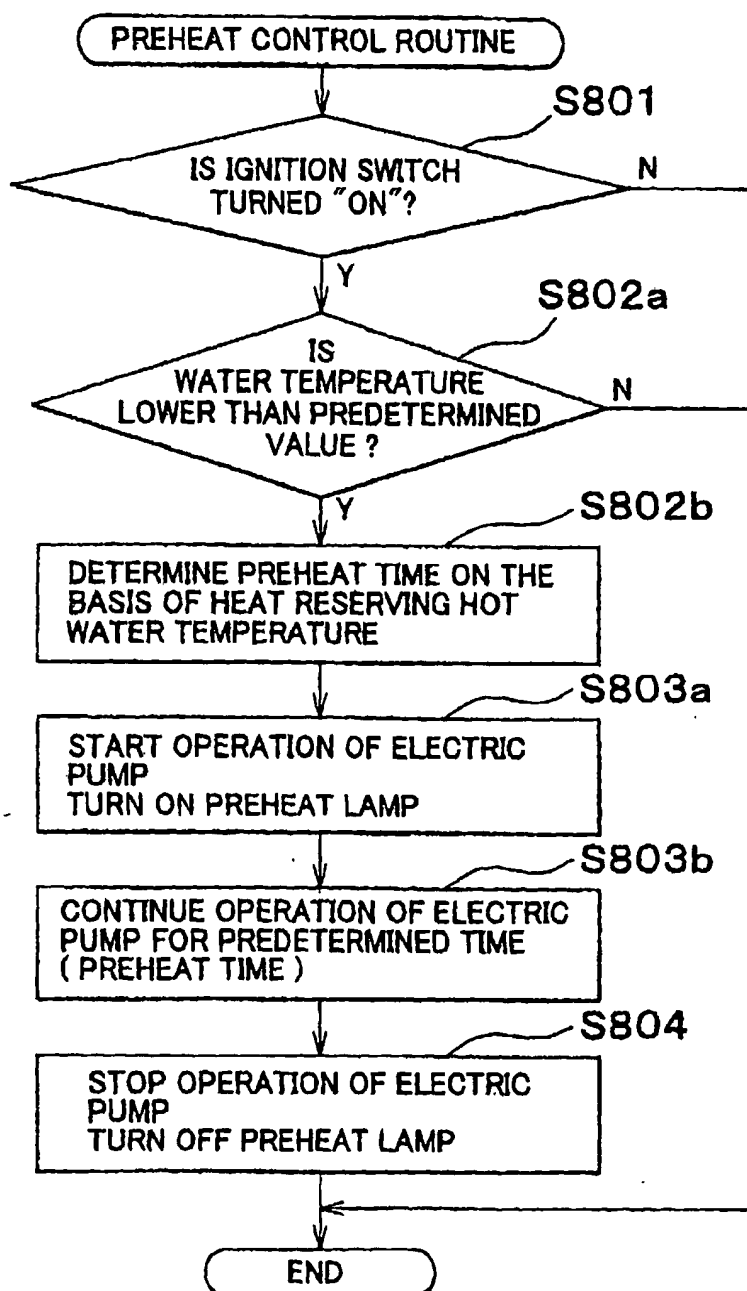 PREHEAT CONTROL ROUTINE
S801
IS IGNITION SWITCH
TURNED "ON"?
N
Y
S802a
IS
WATER TEMPERATURE
LOWER THAN PREDETERMINED
VALUE ?
N
Y
S802b
DETERMINE PREHEAT TIME ON THE
BASIS OF HEAT RESERVING HOT
WATER TEMPERATURE
S803a
START OPERATION OF ELECTRIC
PUMP
TURN ON PREHEAT LAMP
S803b
CONTINUE OPERATION OF ELECTRIC
PUMP FOR PREDETERMINED TIME
( PREHEAT TIME )
S804
STOP OPERATION OF ELECTRIC
PUMP
TURN OFF PREHEAT LAMP
END